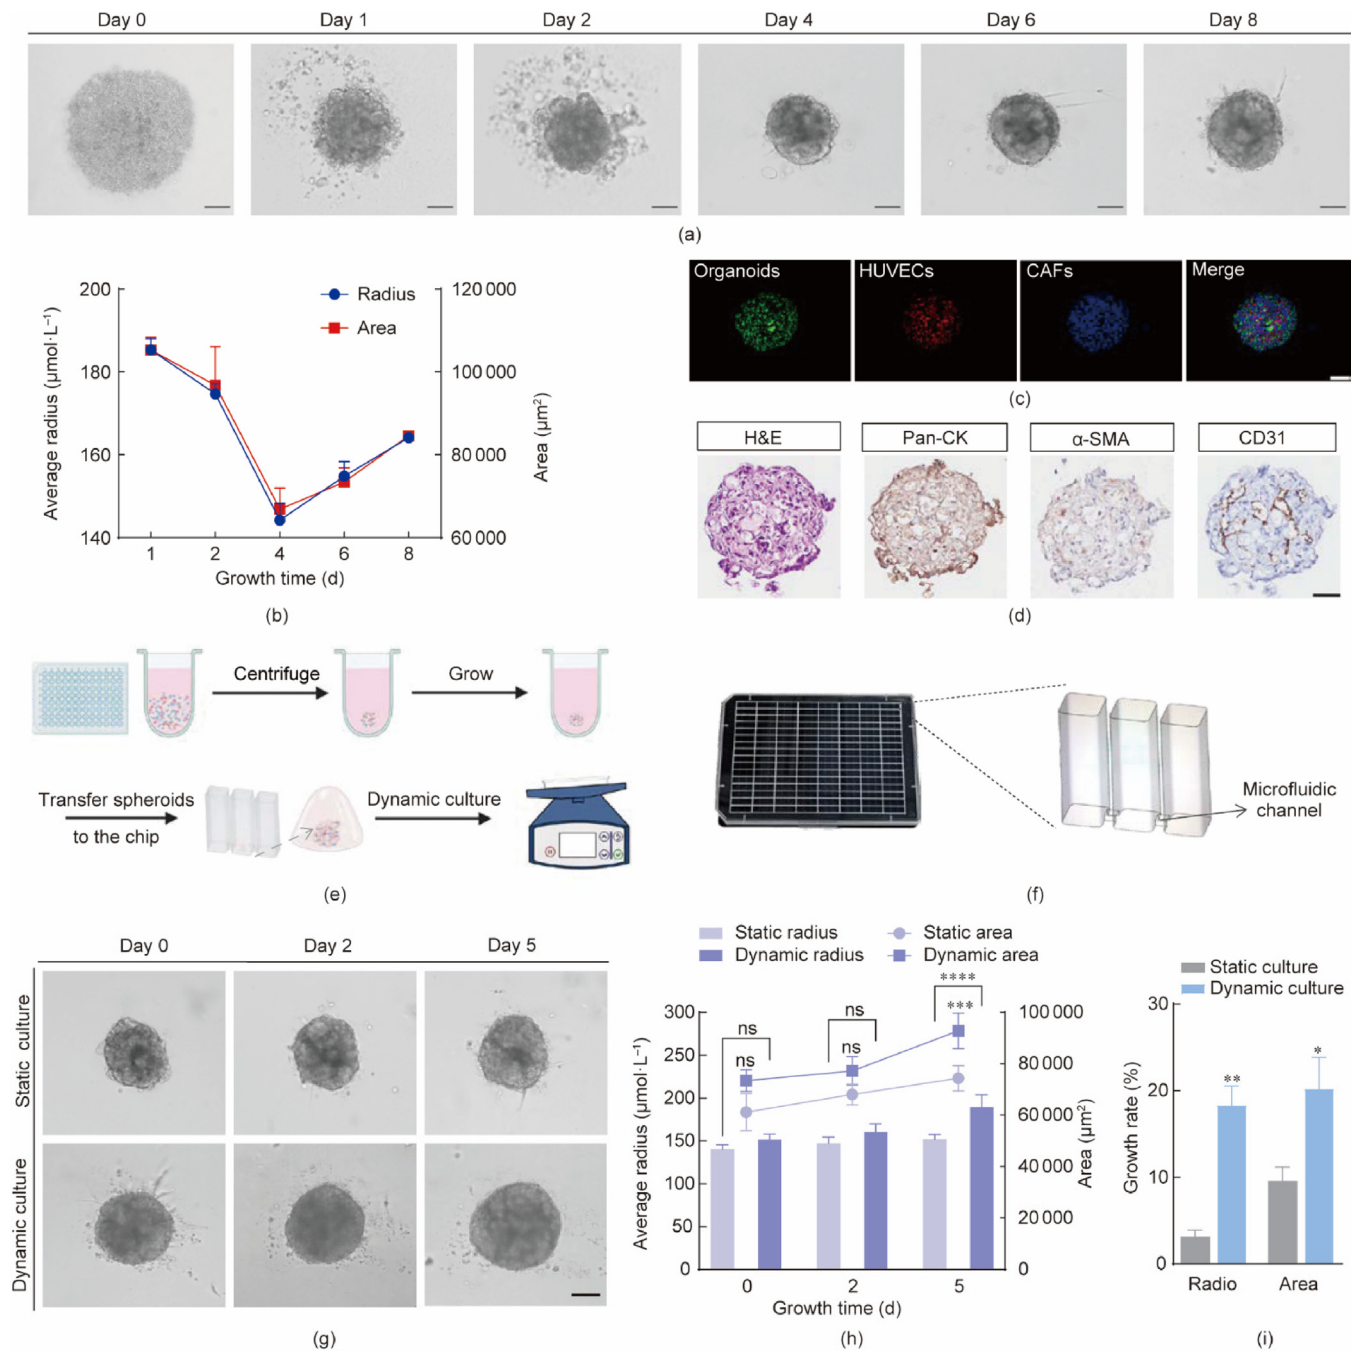 Day 0 Day 1 Day 2 Day 4 Day 6 Day 8
(a)
200
180
160
140
Average radius (μmol·L⁻¹)
Radius
Area
120 000
100 000
80 000
60 000
Area (μm²)
1 2 4 6 8
Growth time (d)
(b)
Organoids HUVECs CAFs Merge
(c)
H&E Pan-CK α-SMA CD31
(d)
Centrifuge Grow
Transfer spheroids
to the chip
Dynamic culture
(e)
Microfluidic
channel
(f)
Day 0 Day 2 Day 5
Static culture
Dynamic culture
(g)
Static radius Static area
Dynamic radius Dynamic area
****
***
ns ns
ns ns
300
250
200
150
100
50
0
Average radius (μmol·L⁻¹)
100 000
80 000
60 000
40 000
20 000
0
Area (μm²)
0 2 5
Growth time (d)
(h)
Static culture
Dynamic culture
30
20
10
0
Growth rate (%)
** *
Radio Area
(i)